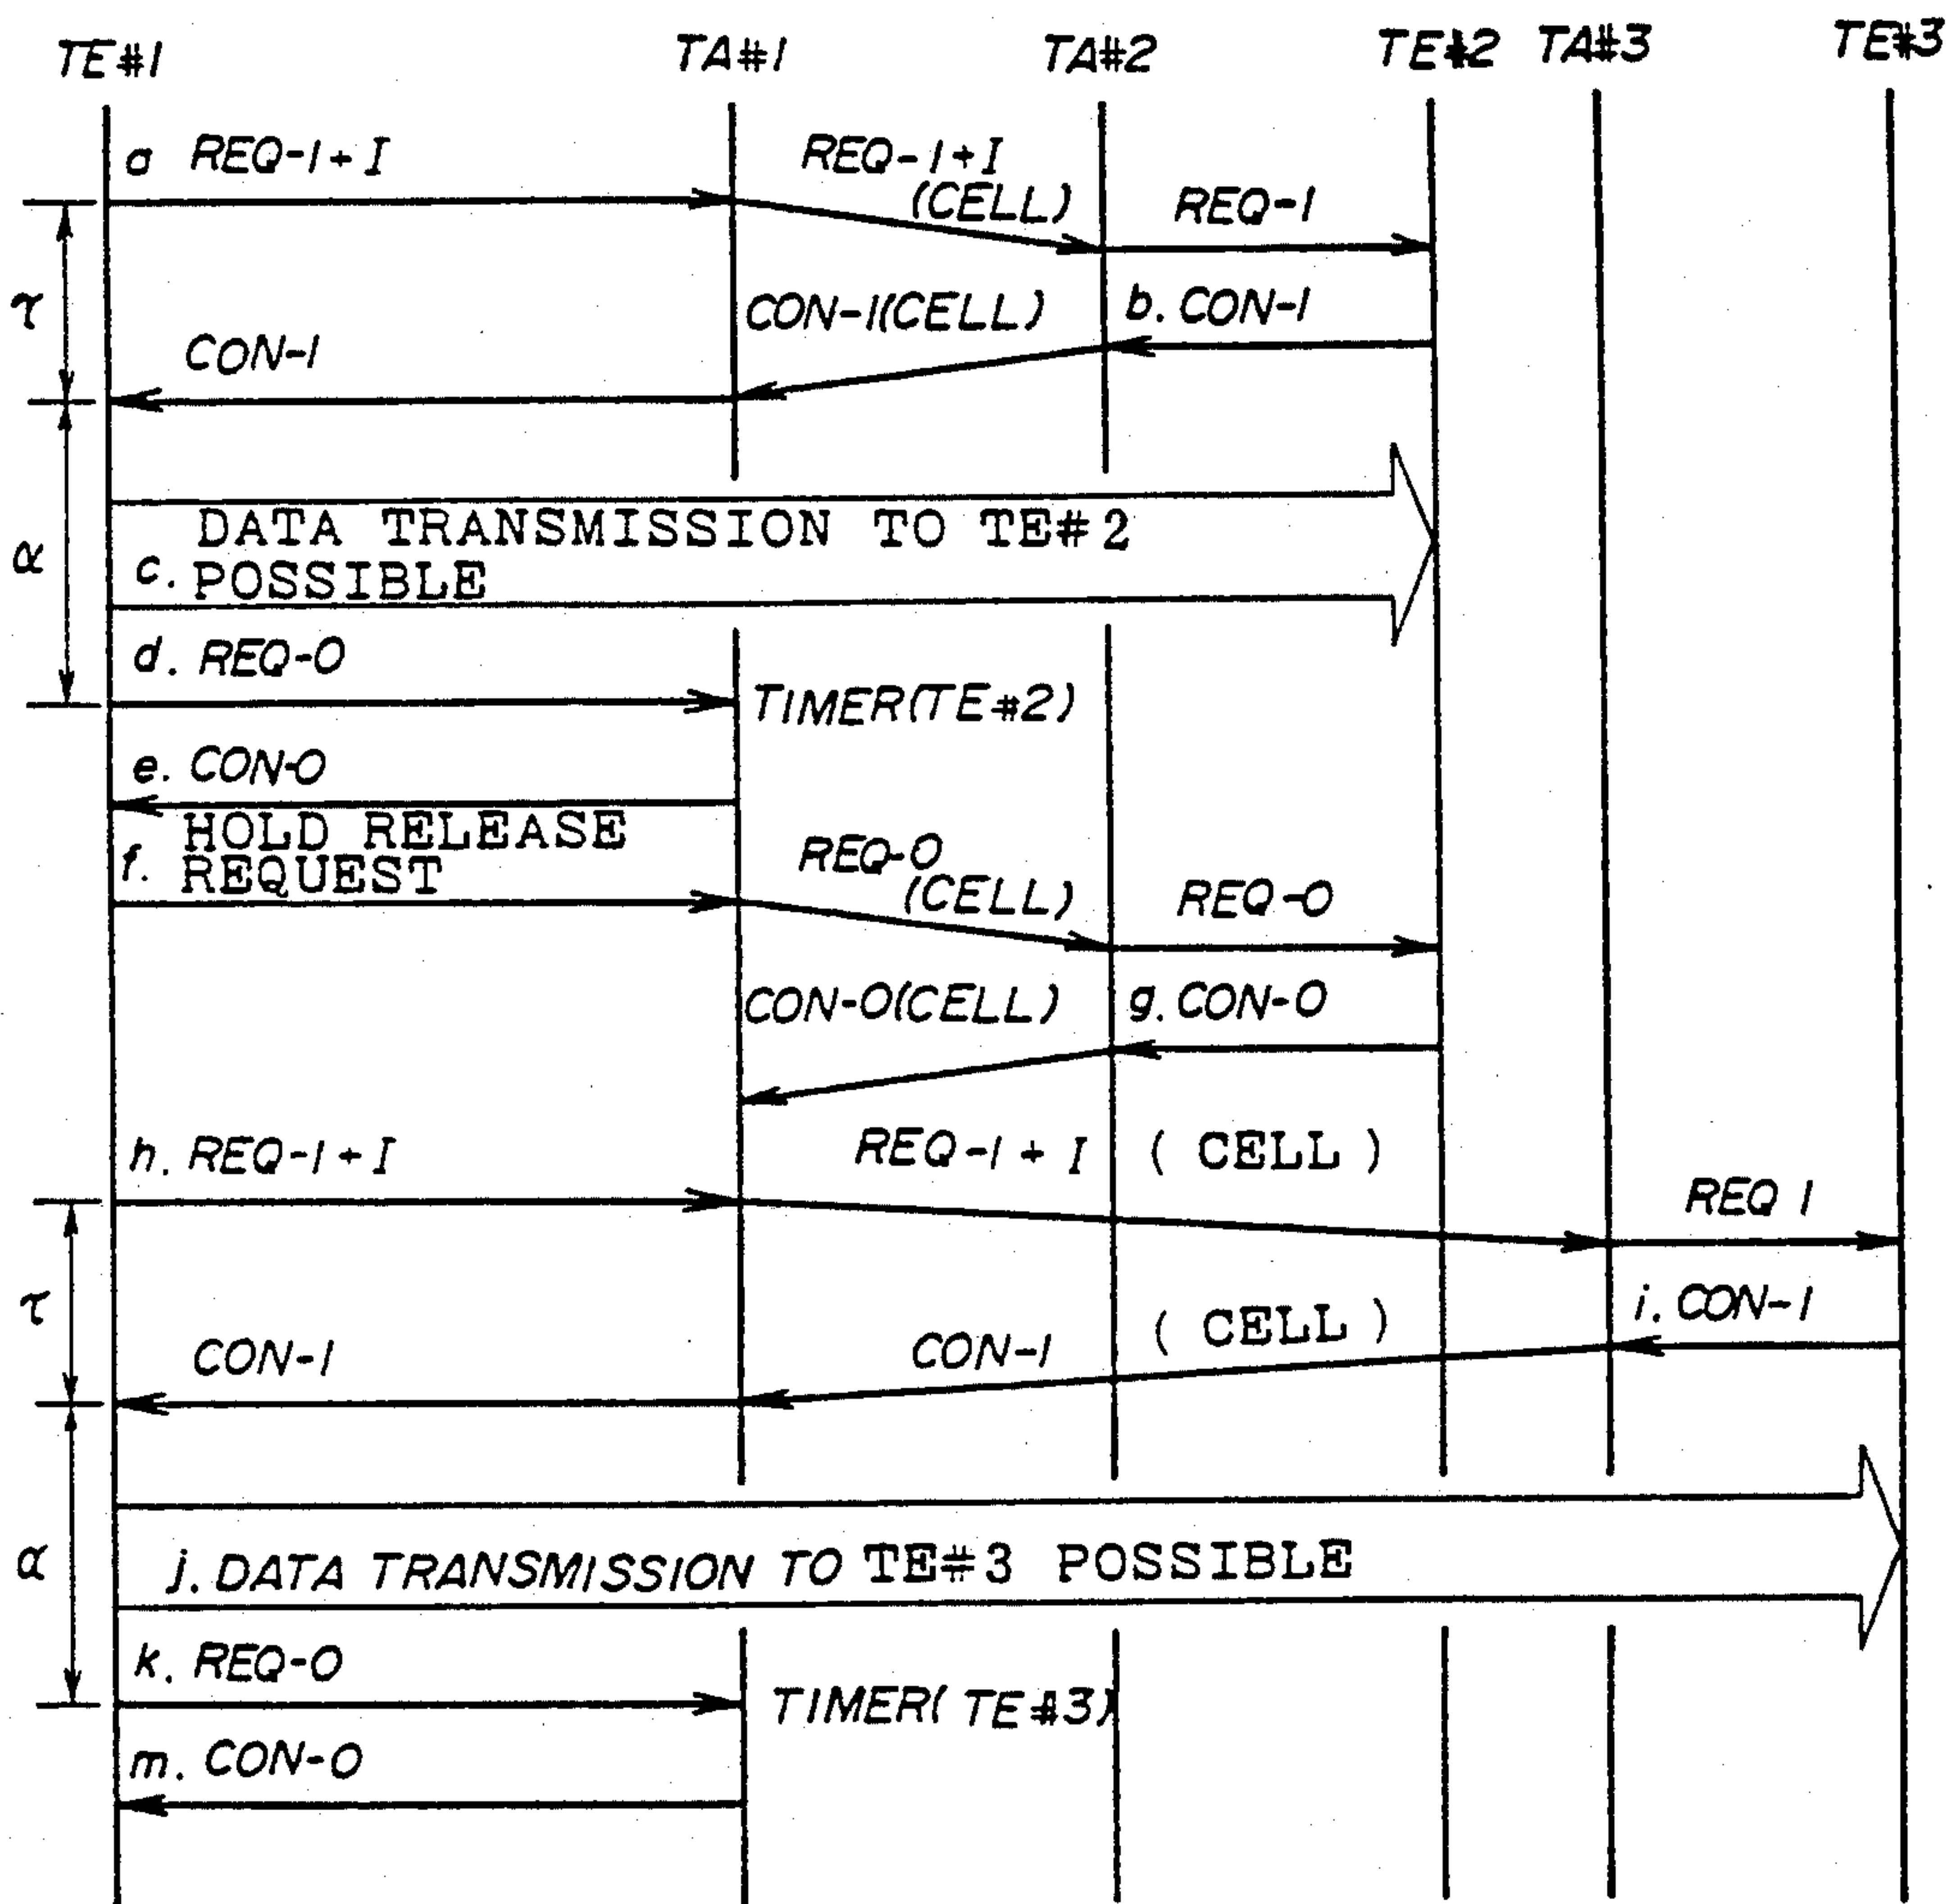 TE#1 TA#1 TA#2 TE#2 TA#3 TE#3
a REQ-1+I
REQ-1+I
(CELL)
REQ-1
τ
CON-1(CELL)
b. CON-1
CON-1
α
DATA TRANSMISSION TO TE#2
c. POSSIBLE
d. REQ-0
TIMER(TE#2)
e. CON-0
HOLD RELEASE
f. REQUEST
REQ-0
(CELL)
REQ-0
CON-0(CELL)
g. CON-0
h. REQ-1+I
REQ-1+I (CELL)
REQ 1
τ
i. CON-1
CON-1 (CELL)
CON-1
α
j. DATA TRANSMISSION TO TE#3 POSSIBLE
k. REQ-0
TIMER(TE#3)
m. CON-0